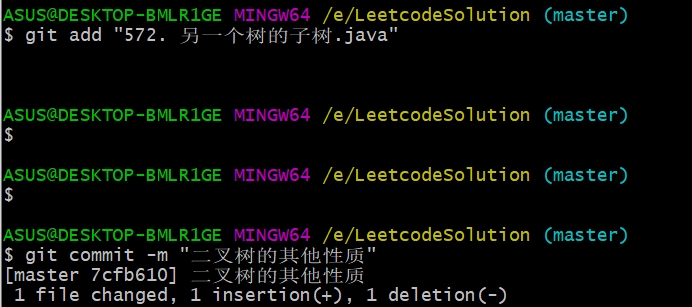 ASUS@DESKTOP-BMLR1GE MINGW64 /e/LeetcodeSolution (master)
$ git add "572. 另一个树的子树.java"
ASUS@DESKTOP-BMLR1GE MINGW64 /e/LeetcodeSolution (master)
$
ASUS@DESKTOP-BMLR1GE MINGW64 /e/LeetcodeSolution (master)
$
ASUS@DESKTOP-BMLR1GE MINGW64 /e/LeetcodeSolution (master)
$ git commit -m "二叉树的其他性质"
[master 7cfb610] 二叉树的其他性质
 1 file changed, 1 insertion(+), 1 deletion(-)